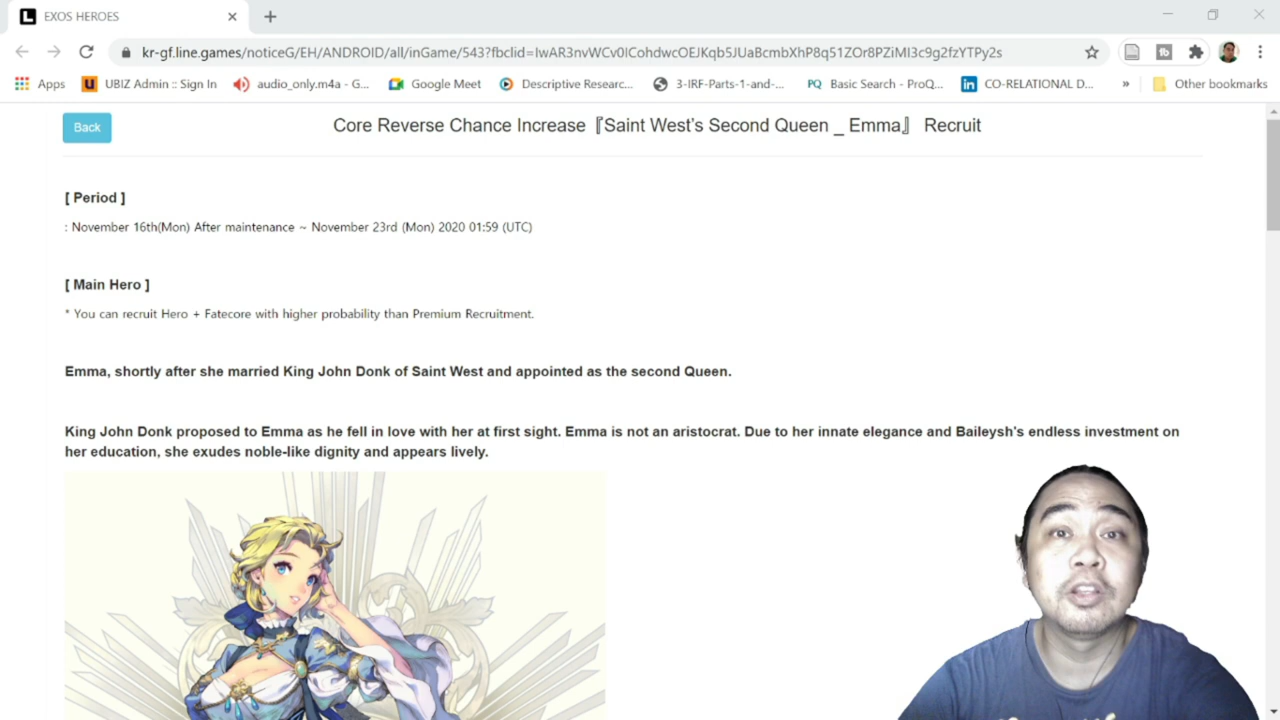 EXOS HEROES
kr-gf.line.games/noticeG/EH/ANDROID/all/inGame/543?fbclid=IwAR3nvWCv0ICohdwcOEJKqb5JUaBcmbXhP8q51ZOr8PZiMI3c9g2fzYTPy2s
Apps UBIZ Admin :: Sign In audio_only.m4a - G... Google Meet Descriptive Researc... 3-IRF-Parts-1-and-... PQ Basic Search - ProQ... CO-RELATIONAL D... » Other bookmarks
Back Core Reverse Chance Increase『Saint West's Second Queen _ Emma』 Recruit
[ Period ]
: November 16th(Mon) After maintenance ~ November 23rd (Mon) 2020 01:59 (UTC)
[ Main Hero ]
* You can recruit Hero + Fatecore with higher probability than Premium Recruitment.
Emma, shortly after she married King John Donk of Saint West and appointed as the second Queen.
King John Donk proposed to Emma as he fell in love with her at first sight. Emma is not an aristocrat. Due to her innate elegance and Baileysh's endless investment on
her education, she exudes noble-like dignity and appears lively.